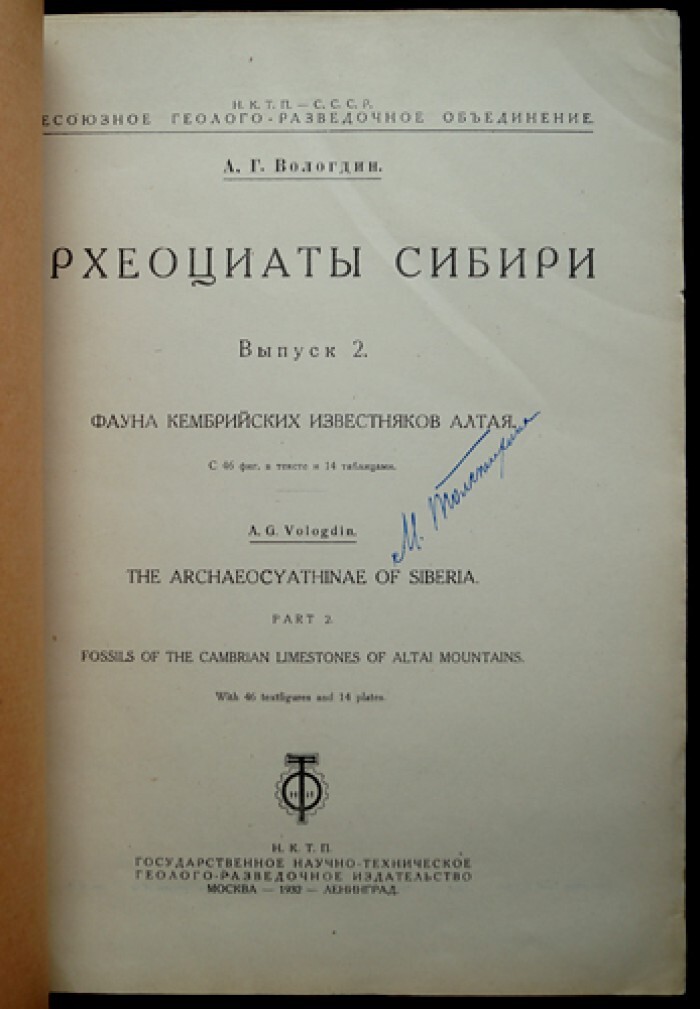 Н. К. Т. П. — С. С. С. Р.
ЕСОЮЗНОЕ ГЕОЛОГО-РАЗВЕДОЧНОЕ ОБЪЕДИНЕНИЕ.
А. Г. Вологдин.
РХЕОЦИАТЫ СИБИРИ
Выпуск 2.
ФАУНА КЕМБРИЙСКИХ ИЗВЕСТНЯКОВ АЛТАЯ.
С 46 фиг. в тексте и 14 таблицами.
М.
A. G. Vologdin.
THE ARCHAEOCYATHINAE OF SIBERIA.
PART 2.
FOSSILS OF THE CAMBRIAN LIMESTONES OF ALTAI MOUNTAINS.
With 46 textfigures and 14 plates.
Н. К. Т. П.
ГОСУДАРСТВЕННОЕ НАУЧНО-ТЕХНИЧЕСКОЕ
ГЕОЛОГО-РАЗВЕДОЧНОЕ ИЗДАТЕЛЬСТВО
МОСКВА — 1932 — ЛЕНИНГРАД.